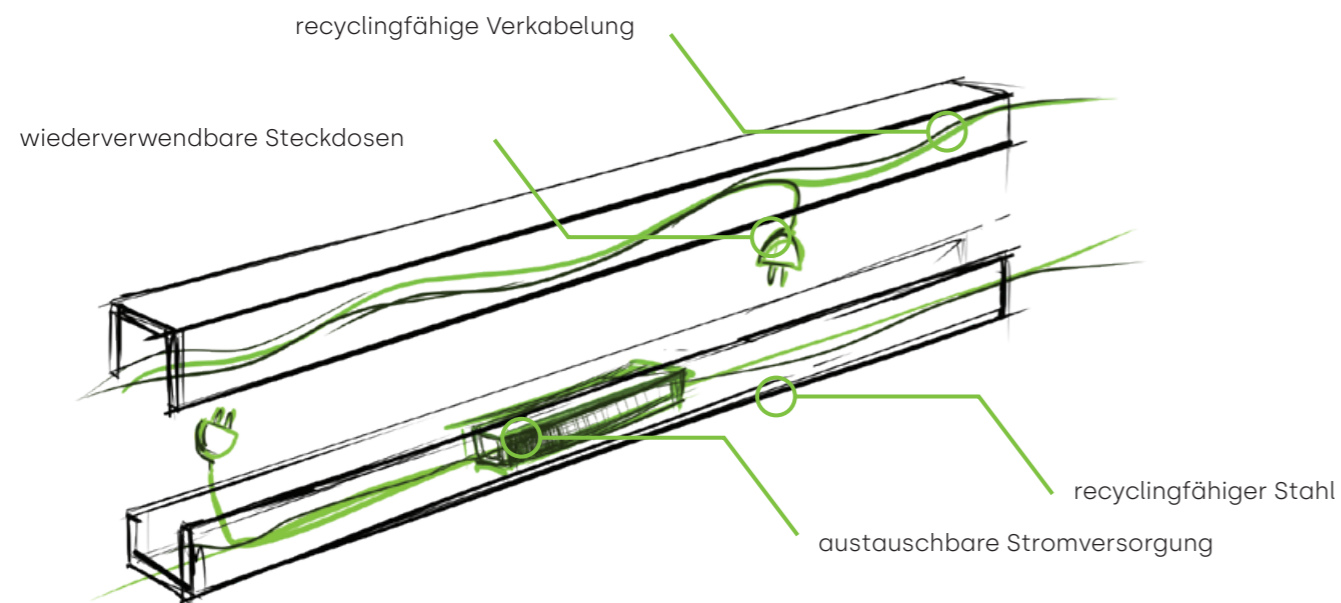 recyclingfähige Verkabelung
wiederverwendbare Steckdosen
recyclingfähiger Stahl
austauschbare Stromversorgung